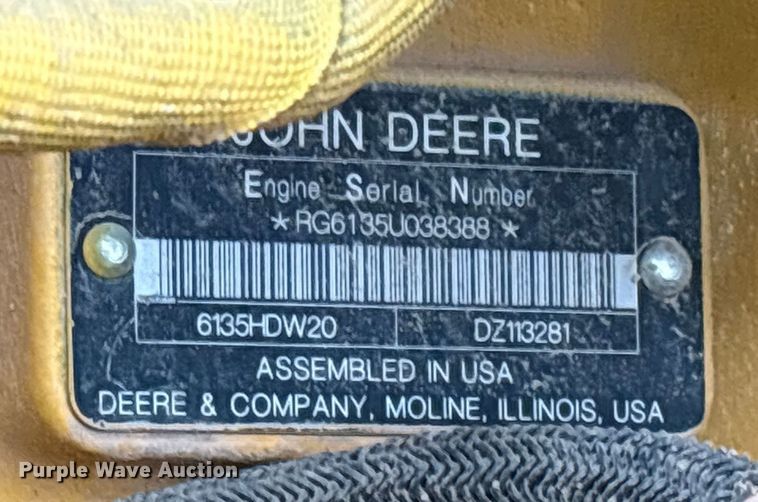 JOHN DEERE
Engine Serial Number
*RG6135U038388*
6135HDW20 DZ113281
ASSEMBLED IN USA
DEERE & COMPANY, MOLINE, ILLINOIS, USA
Purple Wave Auction